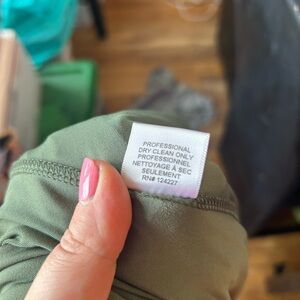 PROFESSIONAL
DRY CLEAN ONLY
PROFESSIONNEL
NETTOYAGE À SEC
SEULEMENT
RN# 124227